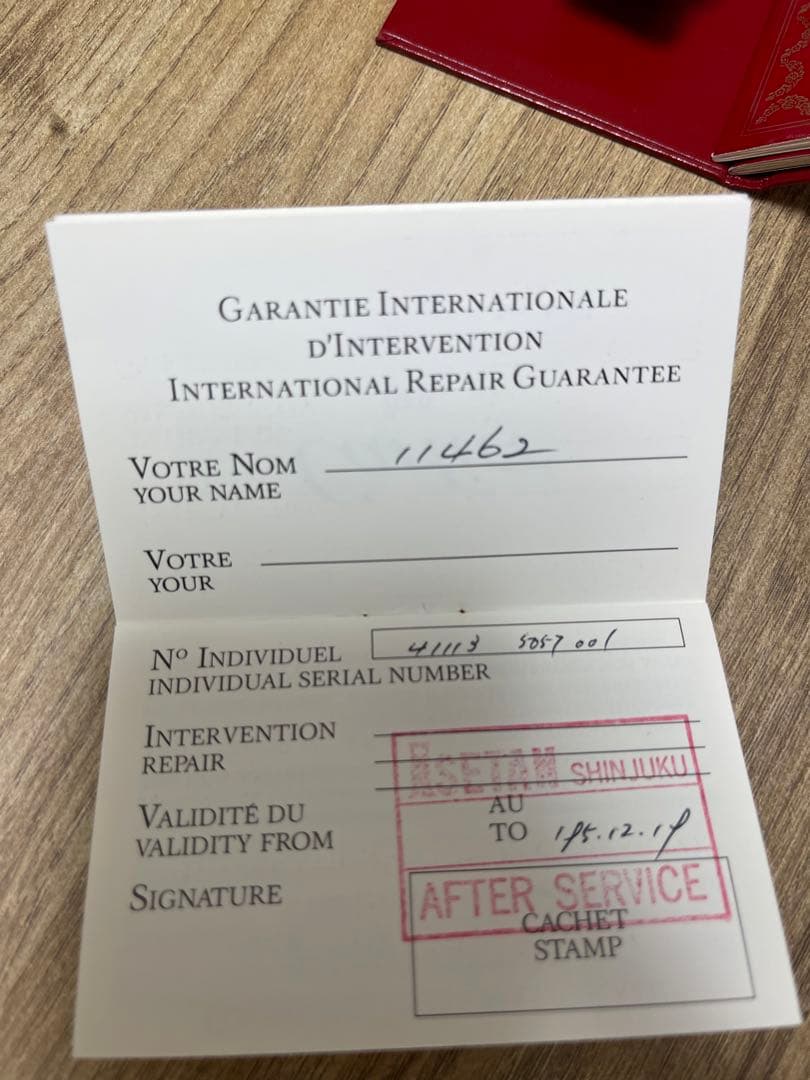 GARANTIE INTERNATIONALE
D'INTERVENTION
INTERNATIONAL REPAIR GUARANTEE
VOTRE NOM 11462
YOUR NAME
VOTRE
YOUR
Nº INDIVIDUEL 41113 5057 001
INDIVIDUAL SERIAL NUMBER
INTERVENTION
REPAIR
ISETAN SHINJUKU
VALIDITÉ DU AU
VALIDITY FROM TO
SIGNATURE
AFTER SERVICE
CACHET
STAMP